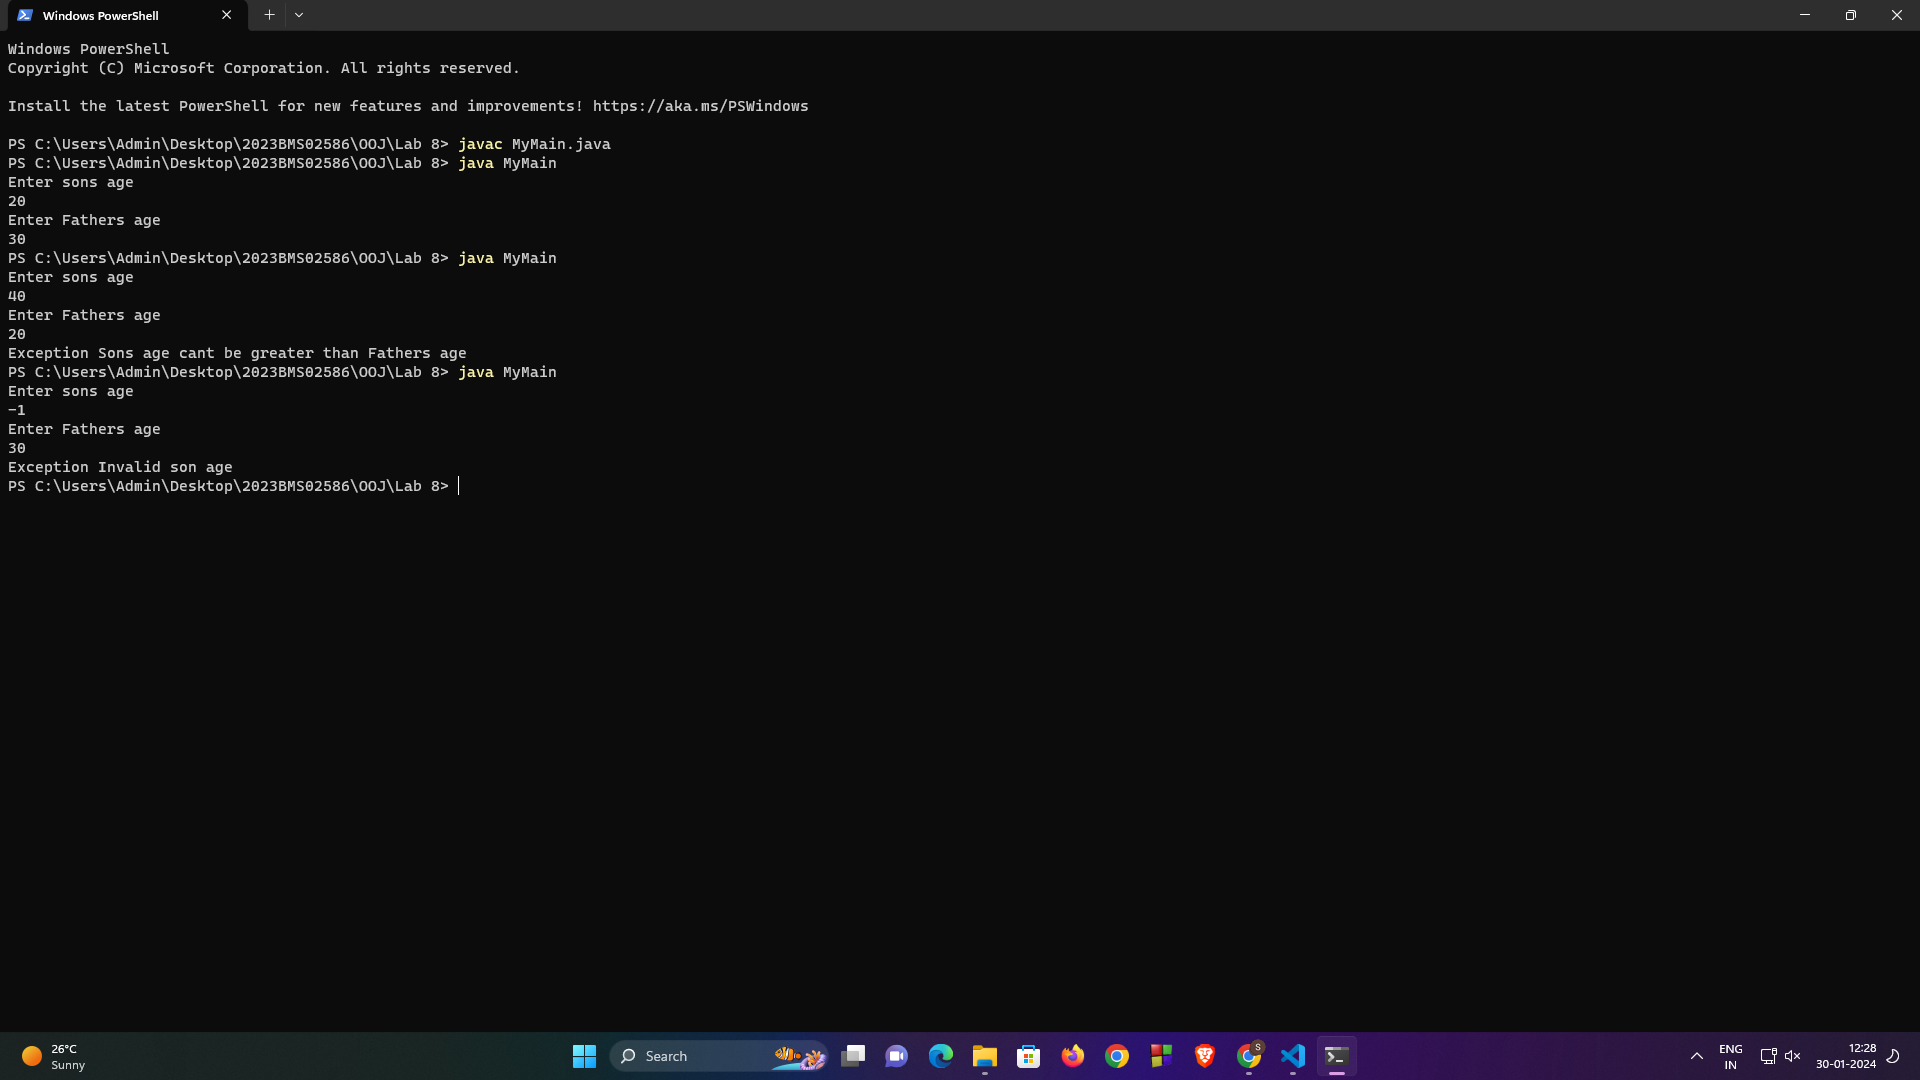 Windows PowerShell
Windows PowerShell
Copyright (C) Microsoft Corporation. All rights reserved.
Install the latest PowerShell for new features and improvements! https://aka.ms/PSWindows
PS C:\Users\Admin\Desktop\2023BMS02586\OOJ\Lab 8> javac MyMain.java
PS C:\Users\Admin\Desktop\2023BMS02586\OOJ\Lab 8> java MyMain
Enter sons age
20
Enter Fathers age
30
PS C:\Users\Admin\Desktop\2023BMS02586\OOJ\Lab 8> java MyMain
Enter sons age
40
Enter Fathers age
20
Exception Sons age cant be greater than Fathers age
PS C:\Users\Admin\Desktop\2023BMS02586\OOJ\Lab 8> java MyMain
Enter sons age
-1
Enter Fathers age
30
Exception Invalid son age
PS C:\Users\Admin\Desktop\2023BMS02586\OOJ\Lab 8>
26°C
Sunny
Search
S
ENG
IN
12:28
30-01-2024